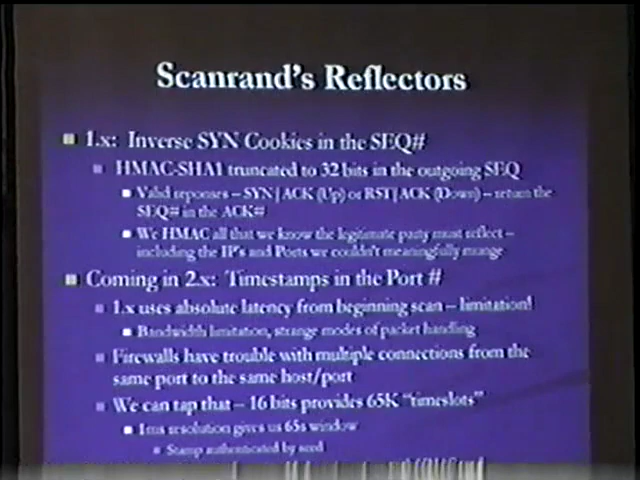 Scanrand's Reflectors
1.x: Inverse SYN Cookies in the SEQ#
HMAC-SHA1 truncated to 32 bits in the outgoing SEQ
Valid reponses – SYN|ACK (Up) or RST|ACK (Down) – return the
SEQ# in the ACK#
We HMAC all that we know the legitimate party must reflect –
including the IP's and Ports we couldn't meaningfully munge
Coming in 2.x: Timestamps in the Port #
1.x uses absolute latency from beginning scan – limitation!
Bandwidth limitation, strange modes of packet handling
Firewalls have trouble with multiple connections from the
same port to the same host/port
We can tap that – 16 bits provides 65K "timeslots"
1ms resolution gives us 65s window
Stamp authenticated by seed